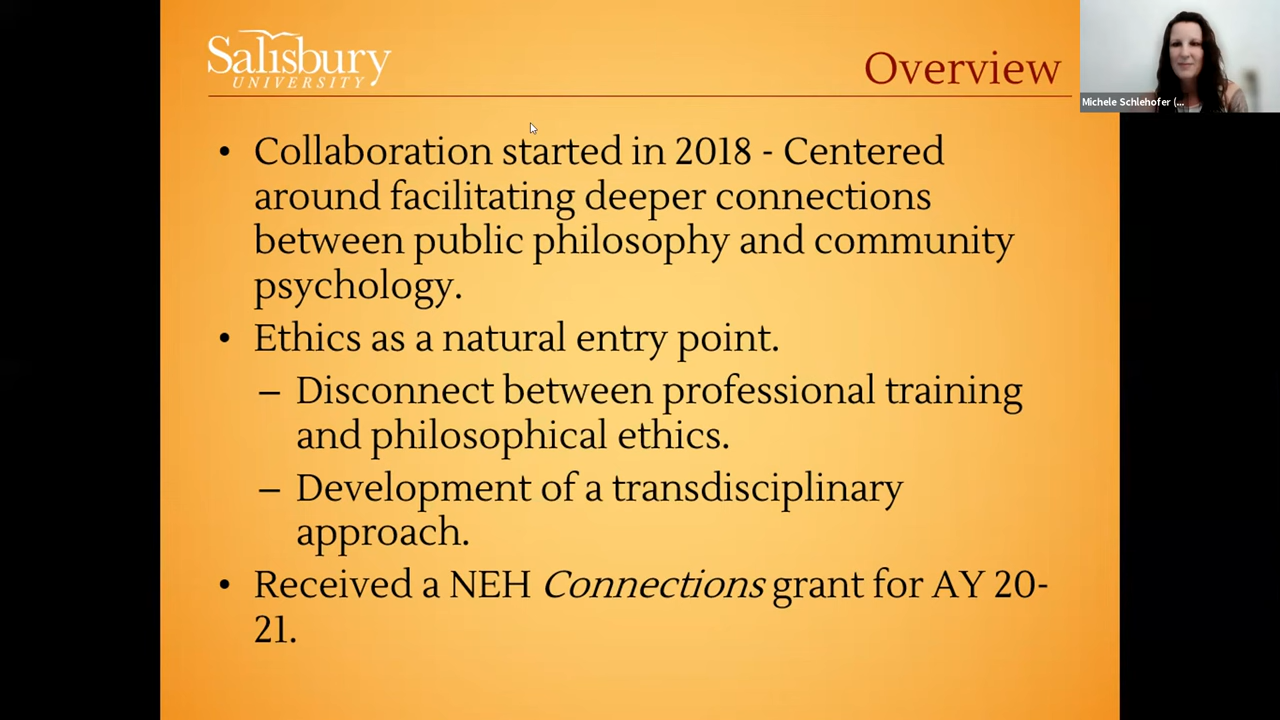 Salisbury
UNIVERSITY
Overview
Michele Schlehofer (...
• Collaboration started in 2018 - Centered
around facilitating deeper connections
between public philosophy and community
psychology.
• Ethics as a natural entry point.
– Disconnect between professional training
and philosophical ethics.
– Development of a transdisciplinary
approach.
• Received a NEH Connections grant for AY 20-
21.